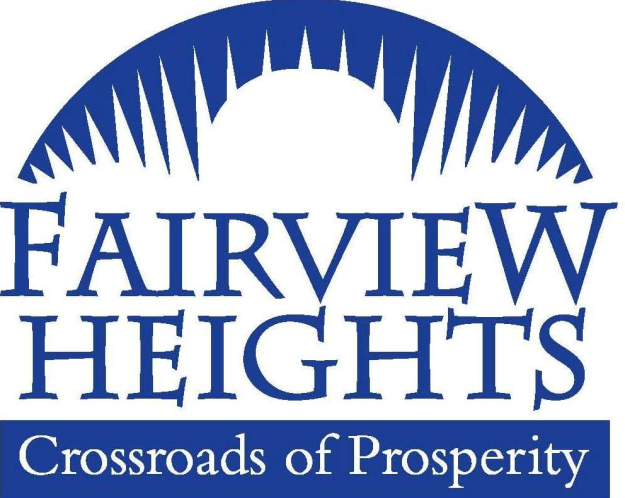 FAIRVIEW
HEIGHTS
Crossroads of Prosperity